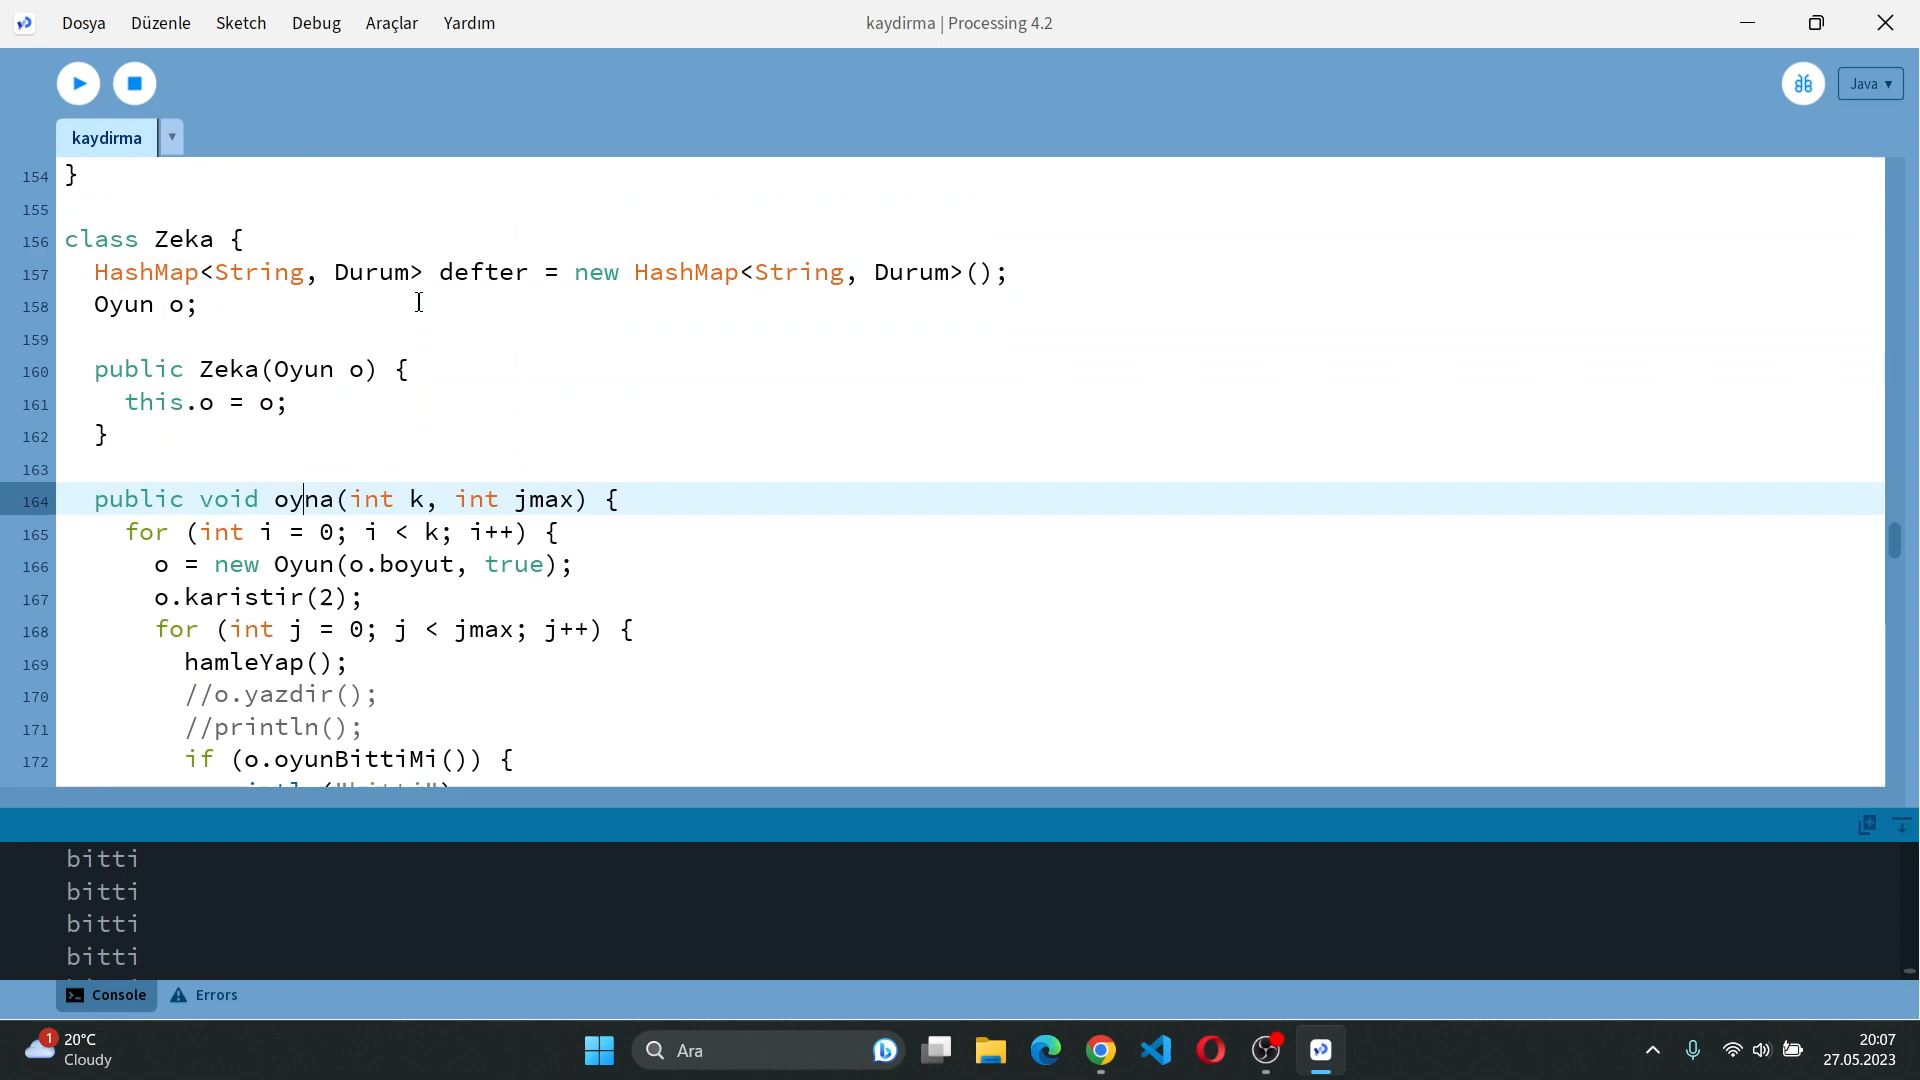 Dosya Düzenle Sketch Debug Araçlar Yardım kaydirma | Processing 4.2
Java ▾
kaydirma
154 }
155
156 class Zeka {
157 HashMap<String, Durum> defter = new HashMap<String, Durum>();
158 Oyun o;
159
160 public Zeka(Oyun o) {
161 this.o = o;
162 }
163
164 public void oyna(int k, int jmax) {
165 for (int i = 0; i < k; i++) {
166 o = new Oyun(o.boyut, true);
167 o.karistir(2);
168 for (int j = 0; j < jmax; j++) {
169 hamleYap();
170 //o.yazdir();
171 //println();
172 if (o.oyunBittiMi()) {
bitti
bitti
bitti
bitti
Console Errors
1 20°C
Cloudy
Ara
20:07
27.05.2023